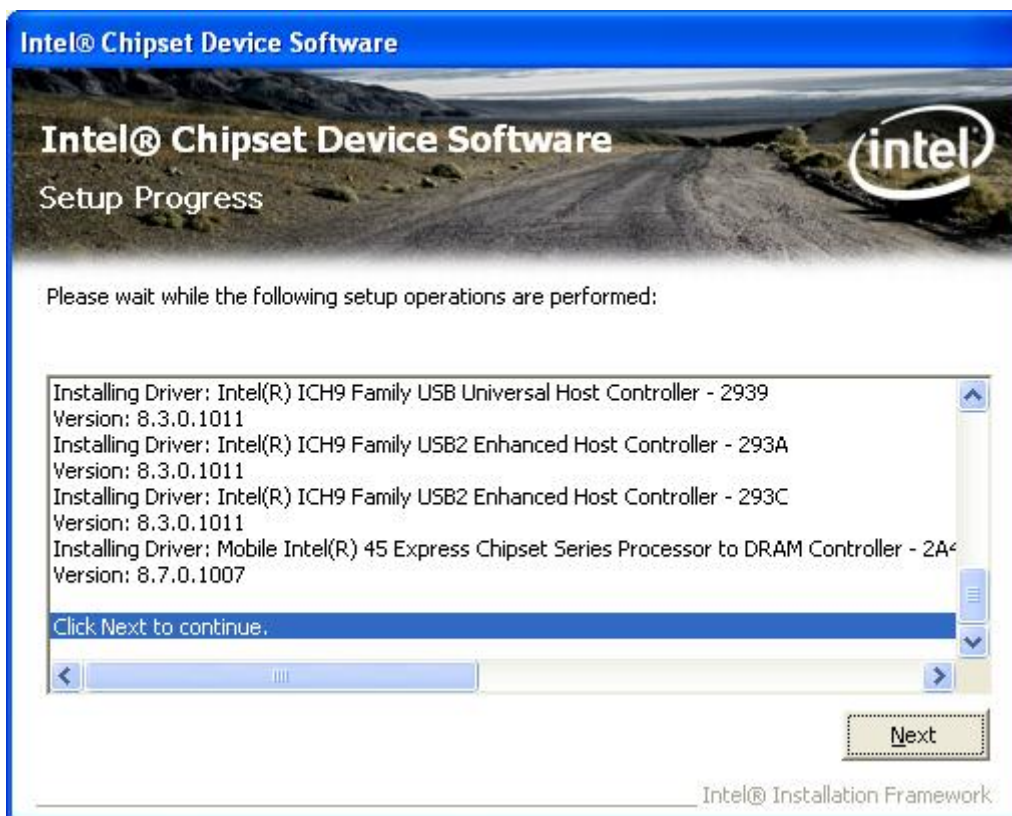 Intel® Chipset Device Software
Intel® Chipset Device Software
intel
Setup Progress
Please wait while the following setup operations are performed:
Installing Driver: Intel(R) ICH9 Family USB Universal Host Controller - 2939
Version: 8.3.0.1011
Installing Driver: Intel(R) ICH9 Family USB2 Enhanced Host Controller - 293A
Version: 8.3.0.1011
Installing Driver: Intel(R) ICH9 Family USB2 Enhanced Host Controller - 293C
Version: 8.3.0.1011
Installing Driver: Mobile Intel(R) 45 Express Chipset Series Processor to DRAM Controller -
Version: 8.7.0.1007
Click Next to continue.
Next
Intel® Installation Framework